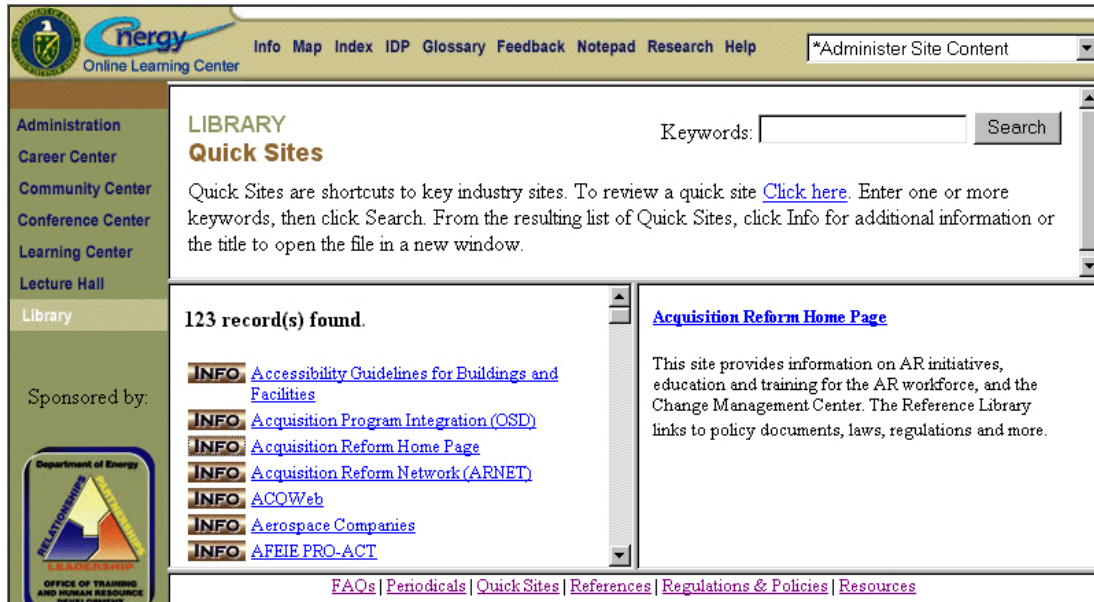 Energy
Online Learning Center
Info Map Index IDP Glossary Feedback Notepad Research Help
*Administer Site Content
Administration
Career Center
Community Center
Conference Center
Learning Center
Lecture Hall
Library
Sponsored by:
Department of Energy
RELATIONSHIPS
PARTNERSHIPS
LEADERSHIP
OFFICE OF TRAINING
AND HUMAN RESOURCE
DEVELOPMENT
LIBRARY
Quick Sites
Keywords:
Search
Quick Sites are shortcuts to key industry sites. To review a quick site Click here. Enter one or more
keywords, then click Search. From the resulting list of Quick Sites, click Info for additional information or
the title to open the file in a new window.
123 record(s) found.
INFO Accessibility Guidelines for Buildings and
Facilities
INFO Acquisition Program Integration (OSD)
INFO Acquisition Reform Home Page
INFO Acquisition Reform Network (ARNET)
INFO ACQWeb
INFO Aerospace Companies
INFO AFEIE PRO-ACT
Acquisition Reform Home Page
This site provides information on AR initiatives,
education and training for the AR workforce, and the
Change Management Center. The Reference Library
links to policy documents, laws, regulations and more.
FAQs | Periodicals | Quick Sites | References | Regulations & Policies | Resources